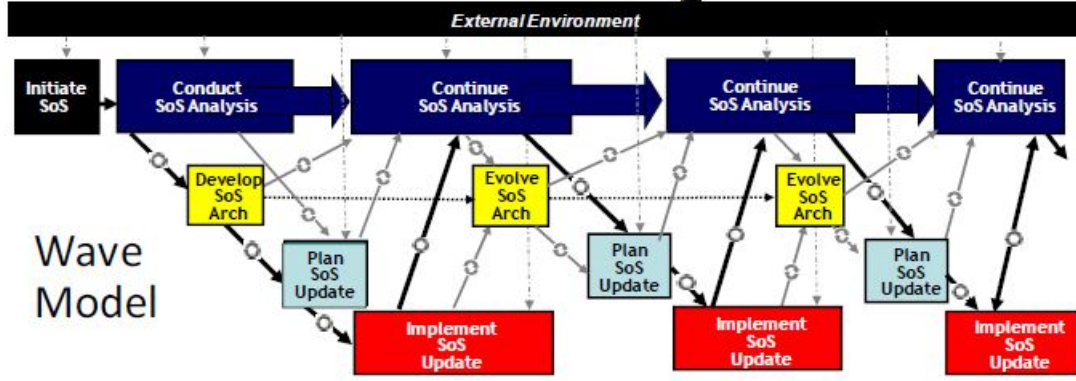 External Environment
Initiate
SoS
Conduct
SoS Analysis
Continue
SoS Analysis
Continue
SoS Analysis
Continue
SoS Analysis
Develop
SoS
Arch
Evolve
SoS
Arch
Evolve
SoS
Arch
Wave
Model
Plan
SoS
Update
Plan
SoS
Update
Plan
SoS
Update
Implement
SoS
Update
Implement
SoS
Update
Implement
SoS
Update